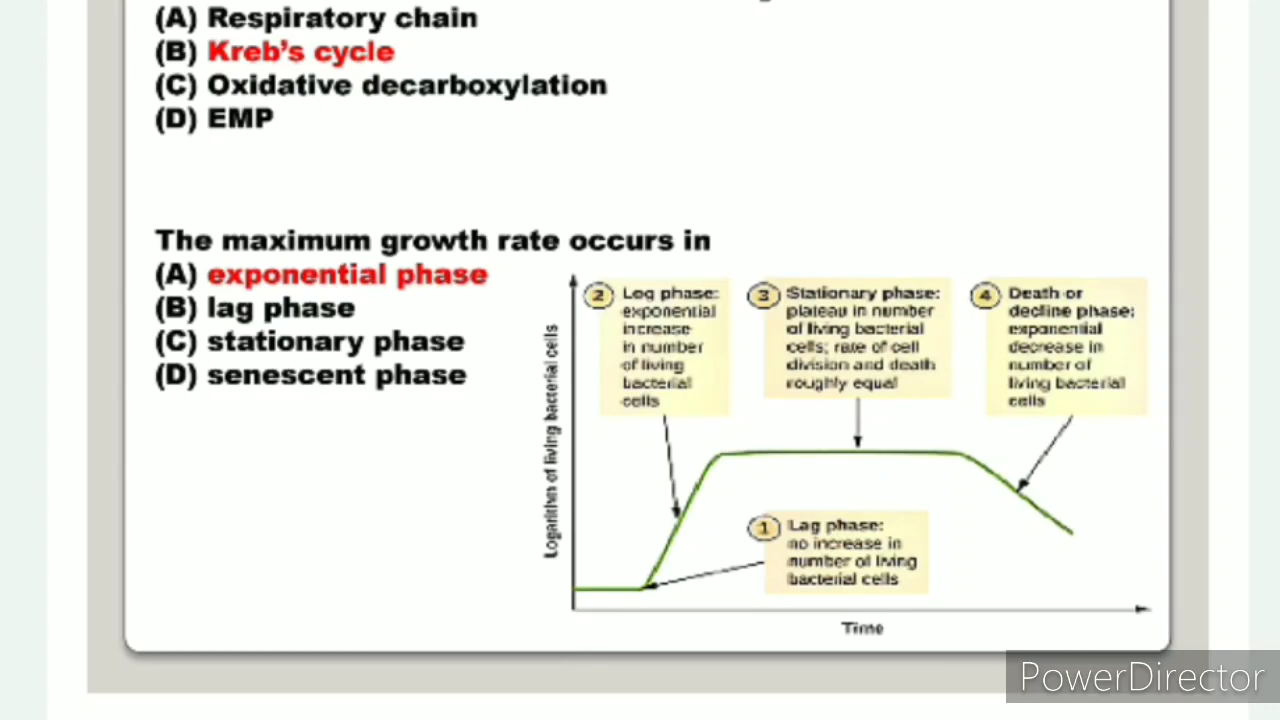 (A) Respiratory chain
(B) Kreb's cycle
(C) Oxidative decarboxylation
(D) EMP
The maximum growth rate occurs in
(A) exponential phase
(B) lag phase
(C) stationary phase
(D) senescent phase
Logarithm of living bacterial cells
2
Log phase:
exponential
increase
in number
of living
bacterial
cells
3
Stationary phase:
plateau in number
of living bacterial
cells; rate of cell
division and death
roughly equal
4
Death or
decline phase:
exponential
decrease in
number of
living bacterial
cells
1
Lag phase:
no increase in
number of living
bacterial cells
Time
PowerDirector